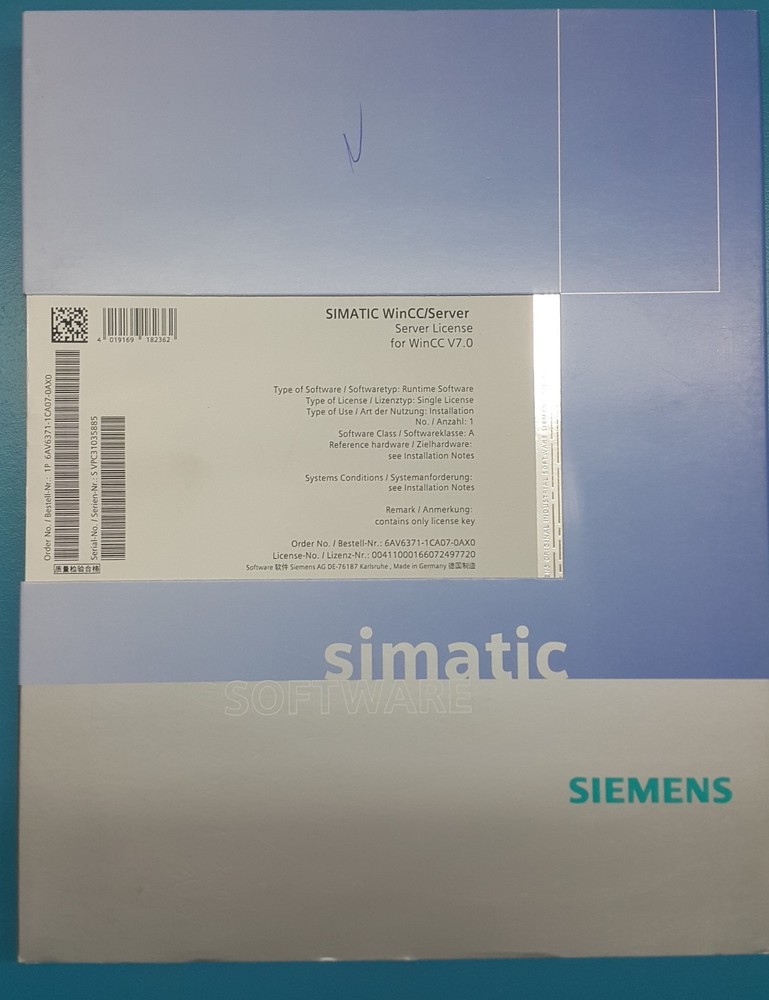 4 019169 182362
SIMATIC WinCC/Server
Server License
for WinCC V7.0
Type of Software / Softwaretyp: Runtime Software
Type of License / Lizenztyp: Single License
Type of Use / Art der Nutzung: Installation
No. / Anzahl: 1
Software Class / Softwareklasse: A
Reference hardware / Zielhardware:
see Installation Notes
Systems Conditions / Systemanforderung:
see Installation Notes
Remark / Anmerkung:
contains only license key
Order No. / Bestell-Nr.: 6AV6371-1CA07-0AX0
License-No. / Lizenz-Nr.: 00411000166072497720
Software 软件 Siemens AG DE-76187 Karlsruhe, Made in Germany 德国制造
Order No. / Bestell-Nr.: 1P 6AV6371-1CA07-0AX0
Serial-No. / Serien-Nr.: S VPC31035885
质量检验合格
ORIGINAL INDUSTRIAL SOFTWARE
simatic
SOFTWARE
SIEMENS